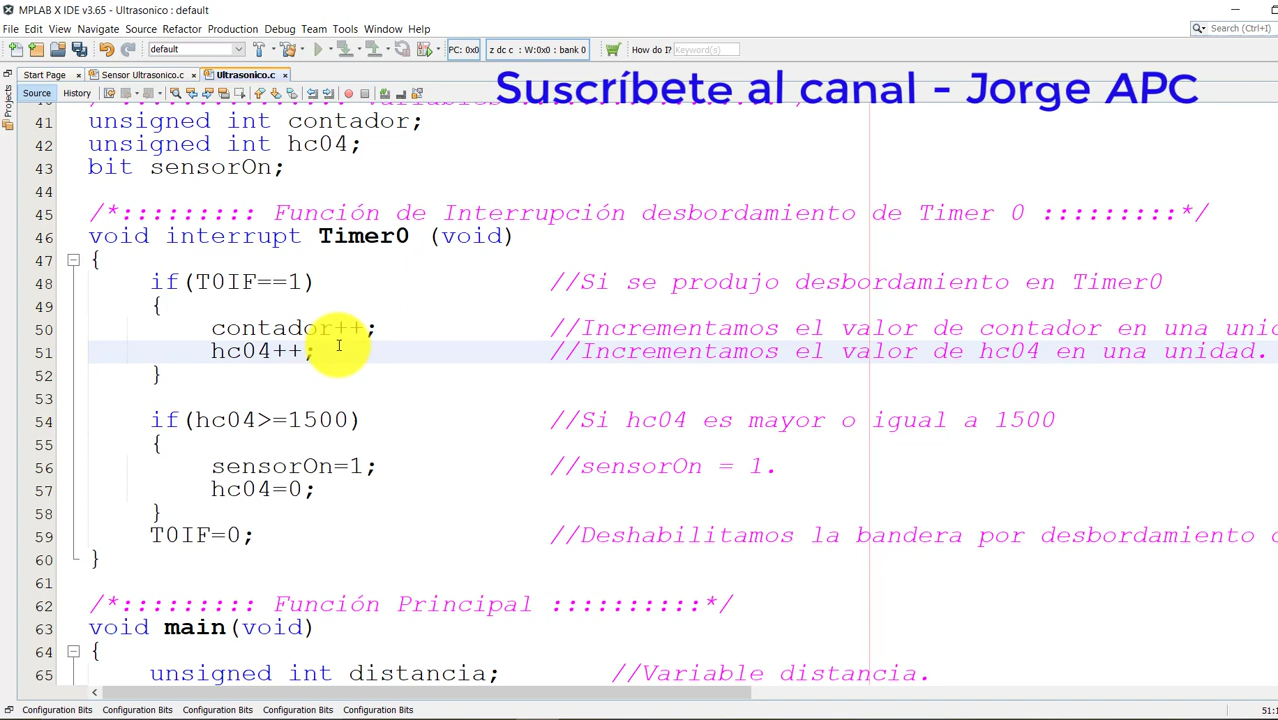 MPLAB X IDE v3.65 - Ultrasonico : default
File Edit View Navigate Source Refactor Production Debug Team Tools Window Help
Search (Ctrl+I)
default
PC: 0x0
z dc c : W:0x0 : bank 0
How do I?
Keyword(s)
Start Page
Sensor Ultrasonico.c
Ultrasonico.c
Suscríbete al canal - Jorge APC
Source History
Projects
41 unsigned int contador;
42 unsigned int hc04;
43 bit sensorOn;
44
45 /*::::::::: Función de Interrupción desbordamiento de Timer 0 :::::::::*/
46 void interrupt Timer0 (void)
47 {
48 if(T0IF==1) //Si se produjo desbordamiento en Timer0
49 {
50 contador++; //Incrementamos el valor de contador en una
51 hc04++; //Incrementamos el valor de hc04 en una unidad.
52 }
53
54 if(hc04>=1500) //Si hc04 es mayor o igual a 1500
55 {
56 sensorOn=1; //sensorOn = 1.
57 hc04=0;
58 }
59 T0IF=0; //Deshabilitamos la bandera por desbordamiento
60 }
61
62 /*::::::::: Función Principal ::::::::::*/
63 void main(void)
64 {
65 unsigned int distancia; //Variable distancia.
Configuration Bits Configuration Bits Configuration Bits Configuration Bits Configuration Bits